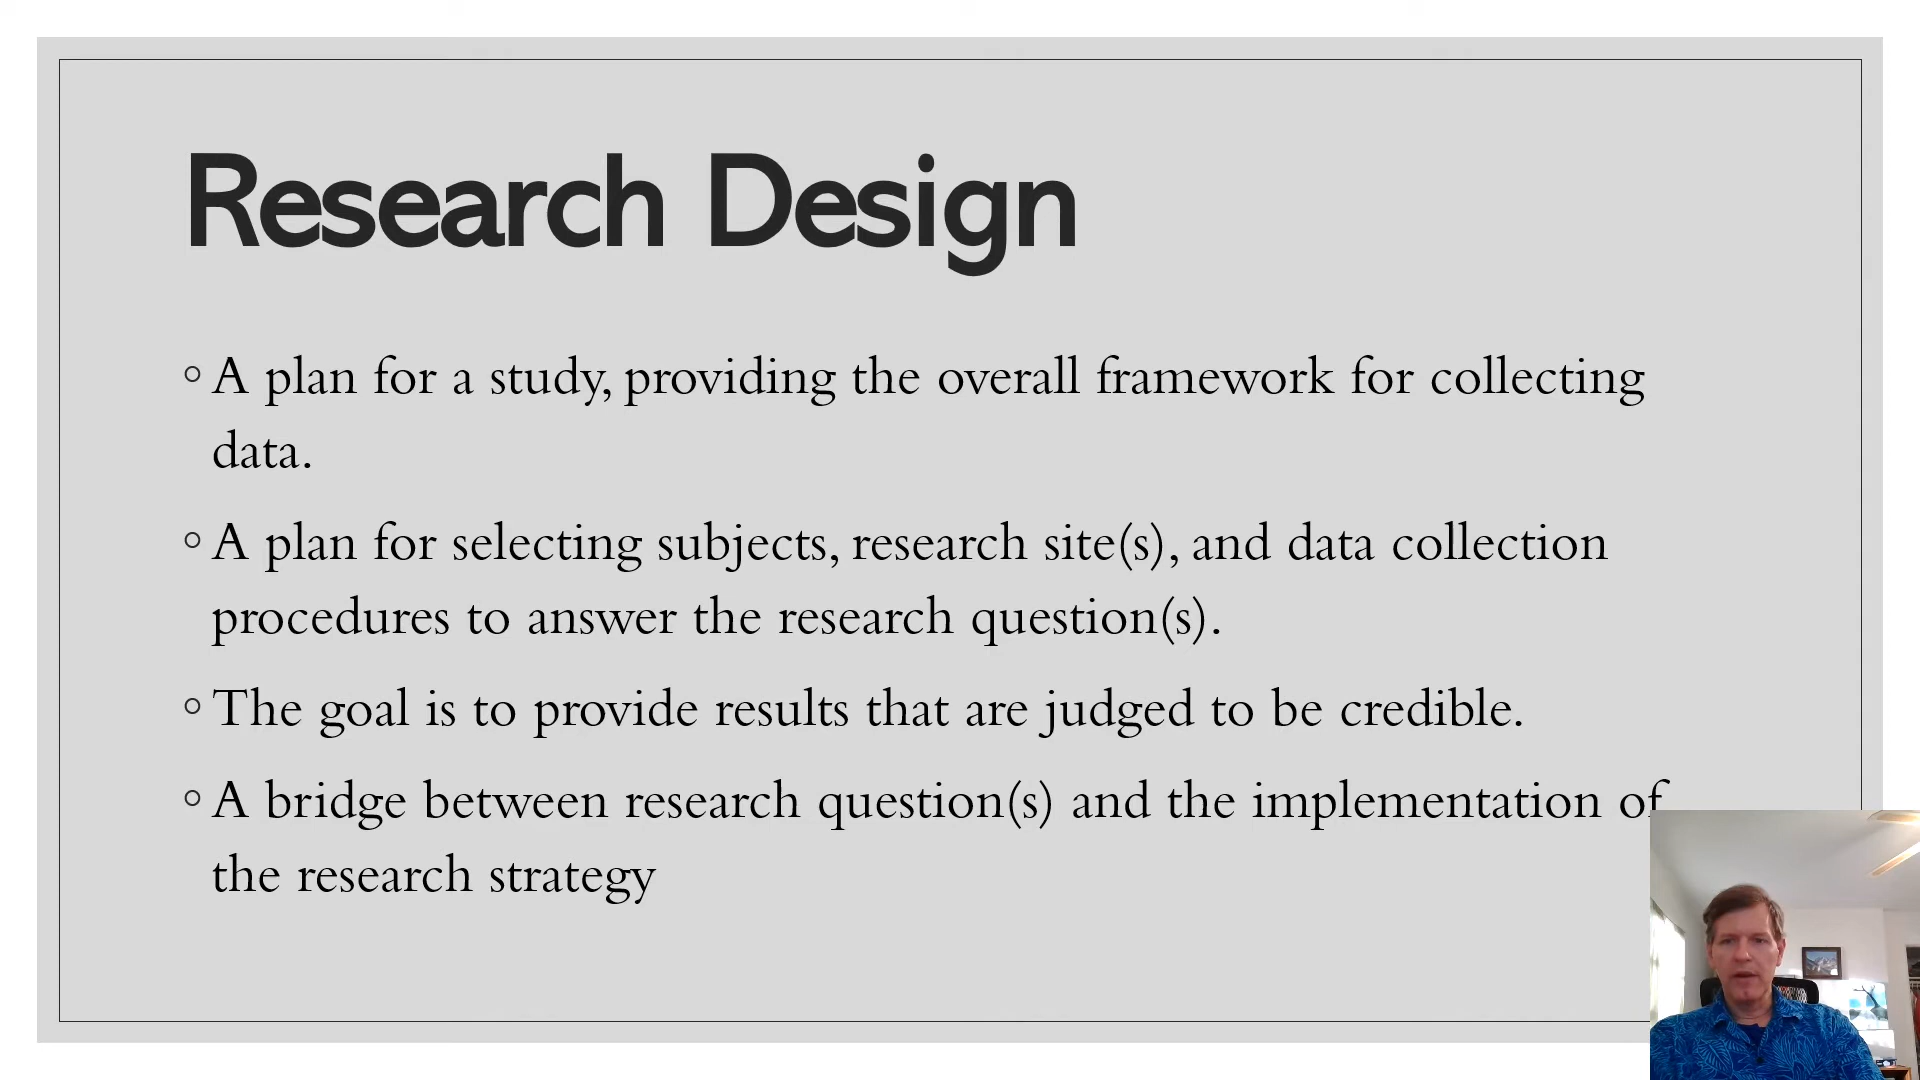 Research Design
◦ A plan for a study, providing the overall framework for collecting
data.
◦ A plan for selecting subjects, research site(s), and data collection
procedures to answer the research question(s).
◦ The goal is to provide results that are judged to be credible.
◦ A bridge between research question(s) and the implementation of
the research strategy